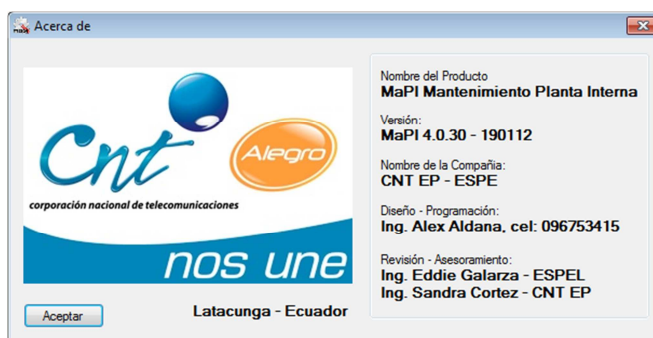 Acerca de
Cnt
Alegro
corporación nacional de telecomunicaciones
nos une
Aceptar
Latacunga - Ecuador
Nombre del Producto
MaPI Mantenimiento Planta Interna
Versión:
MaPI 4.0.30 - 190112
Nombre de la Compañia:
CNT EP - ESPE
Diseño - Programación:
Ing. Alex Aldana, cel: 096753415
Revisión - Asesoramiento:
Ing. Eddie Galarza - ESPEL
Ing. Sandra Cortez - CNT EP